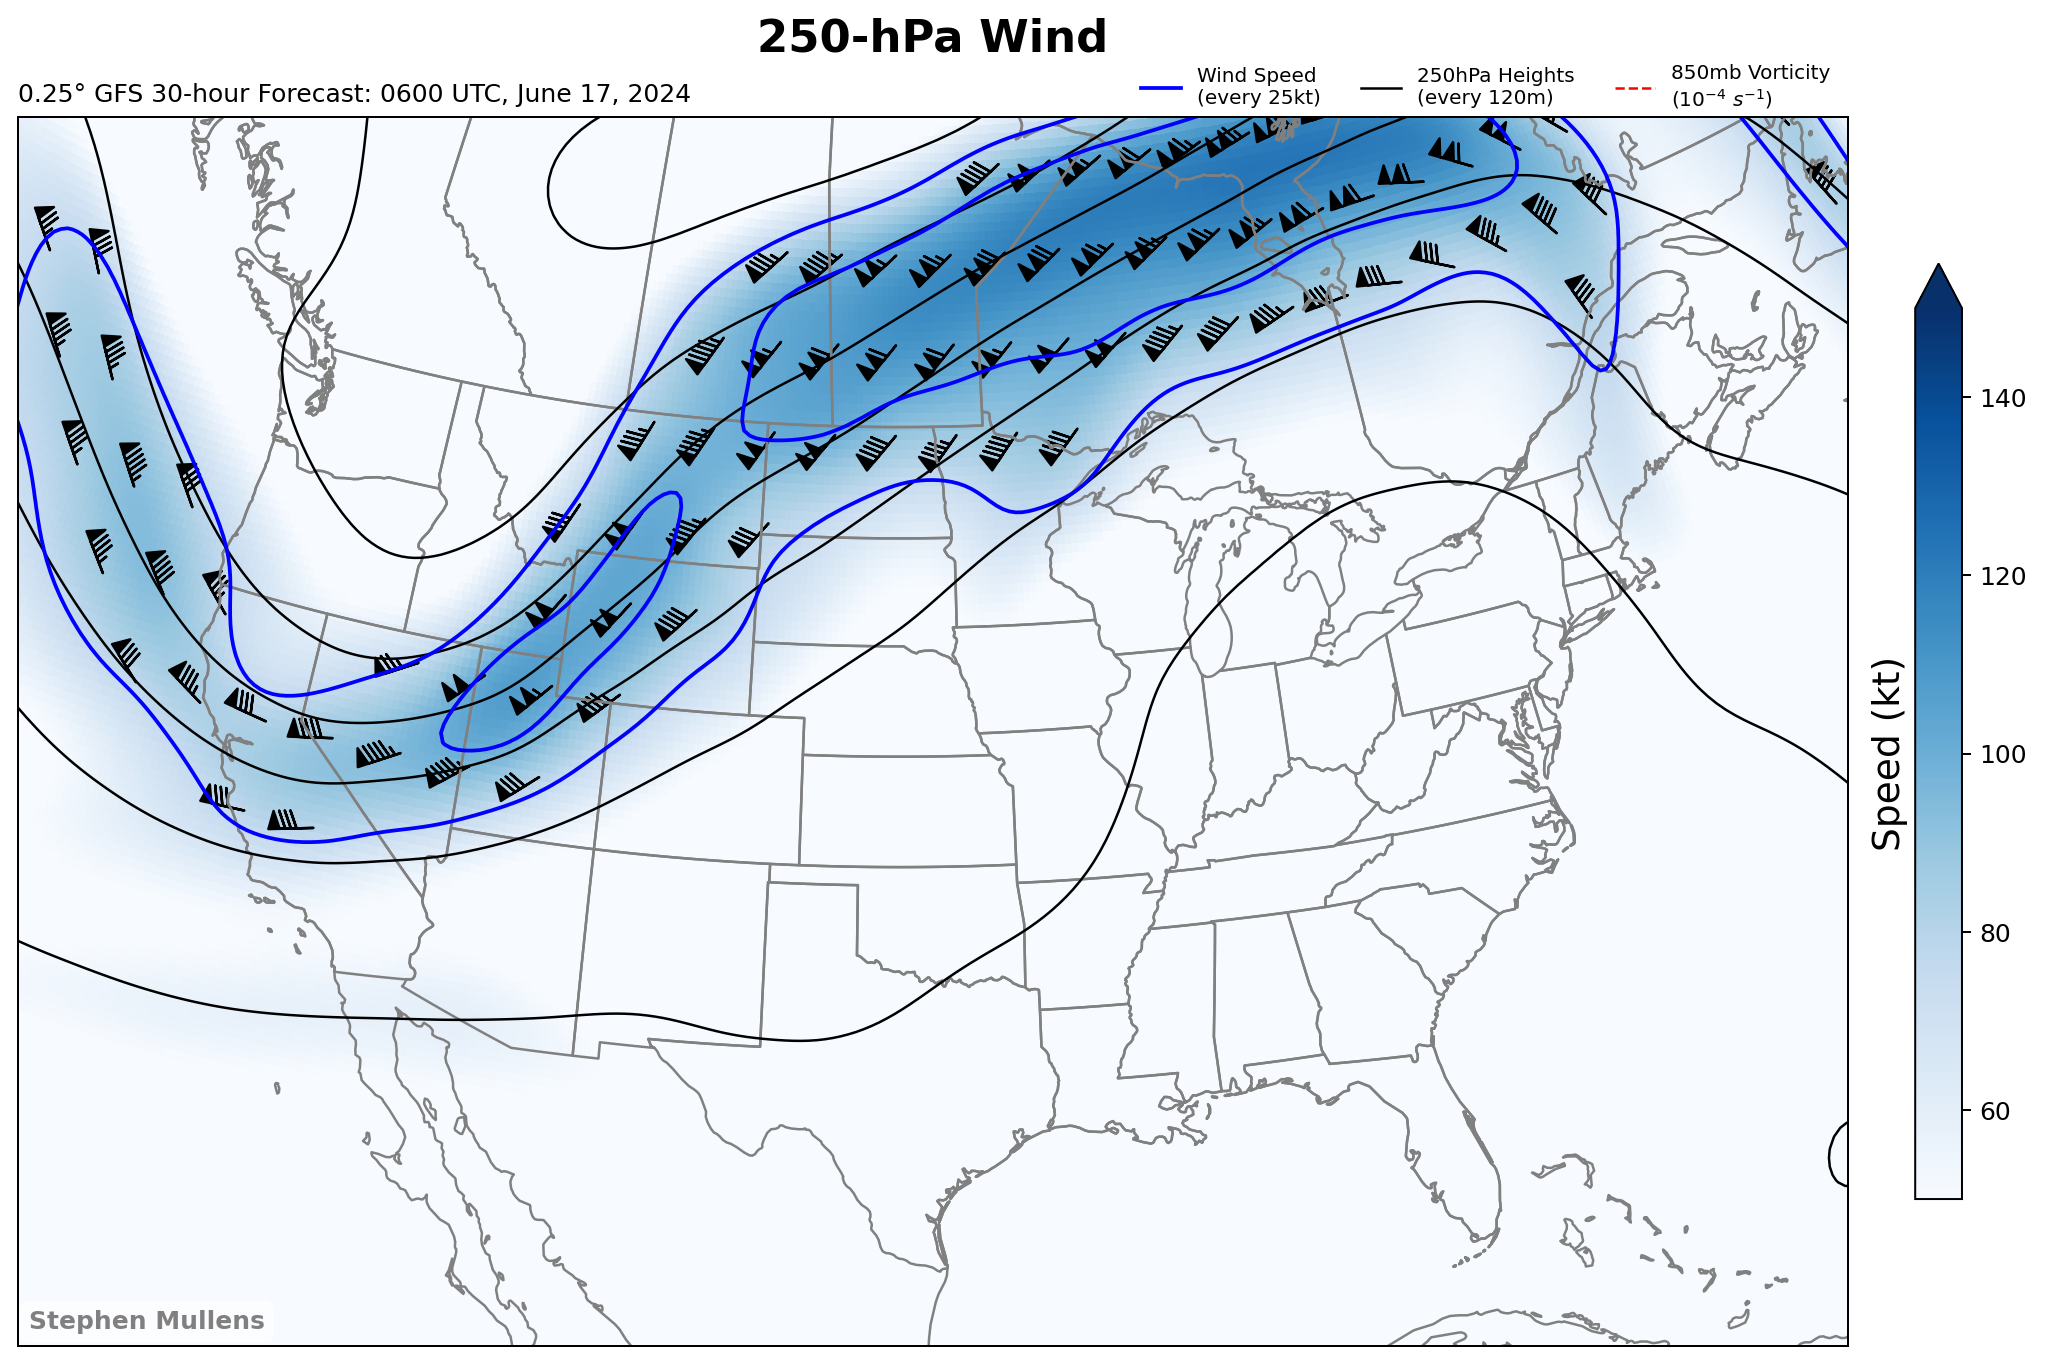 250-hPa Wind
0.25° GFS 30-hour Forecast: 0600 UTC, June 17, 2024
Wind Speed
(every 25kt)
250hPa Heights
(every 120m)
850mb Vorticity
(10⁻⁴ s⁻¹)
140
120
100
80
60
Speed (kt)
Stephen Mullens